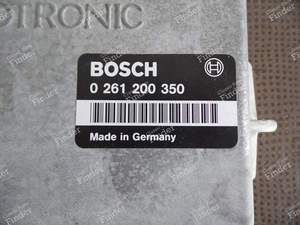 OTRONIC
BOSCH
0 261 200 350
Made in Germany